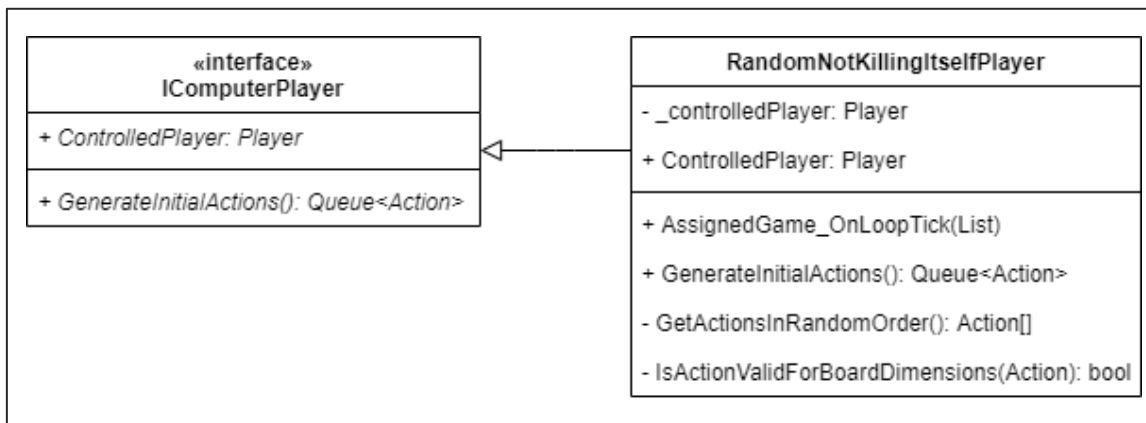 «interface»
IComputerPlayer
+ ControlledPlayer: Player
+ GenerateInitialActions(): Queue<Action>
RandomNotKillingItselfPlayer
- _controlledPlayer: Player
+ ControlledPlayer: Player
+ AssignedGame_OnLoopTick(List)
+ GenerateInitialActions(): Queue<Action>
- GetActionsInRandomOrder(): Action[]
- IsActionValidForBoardDimensions(Action): bool